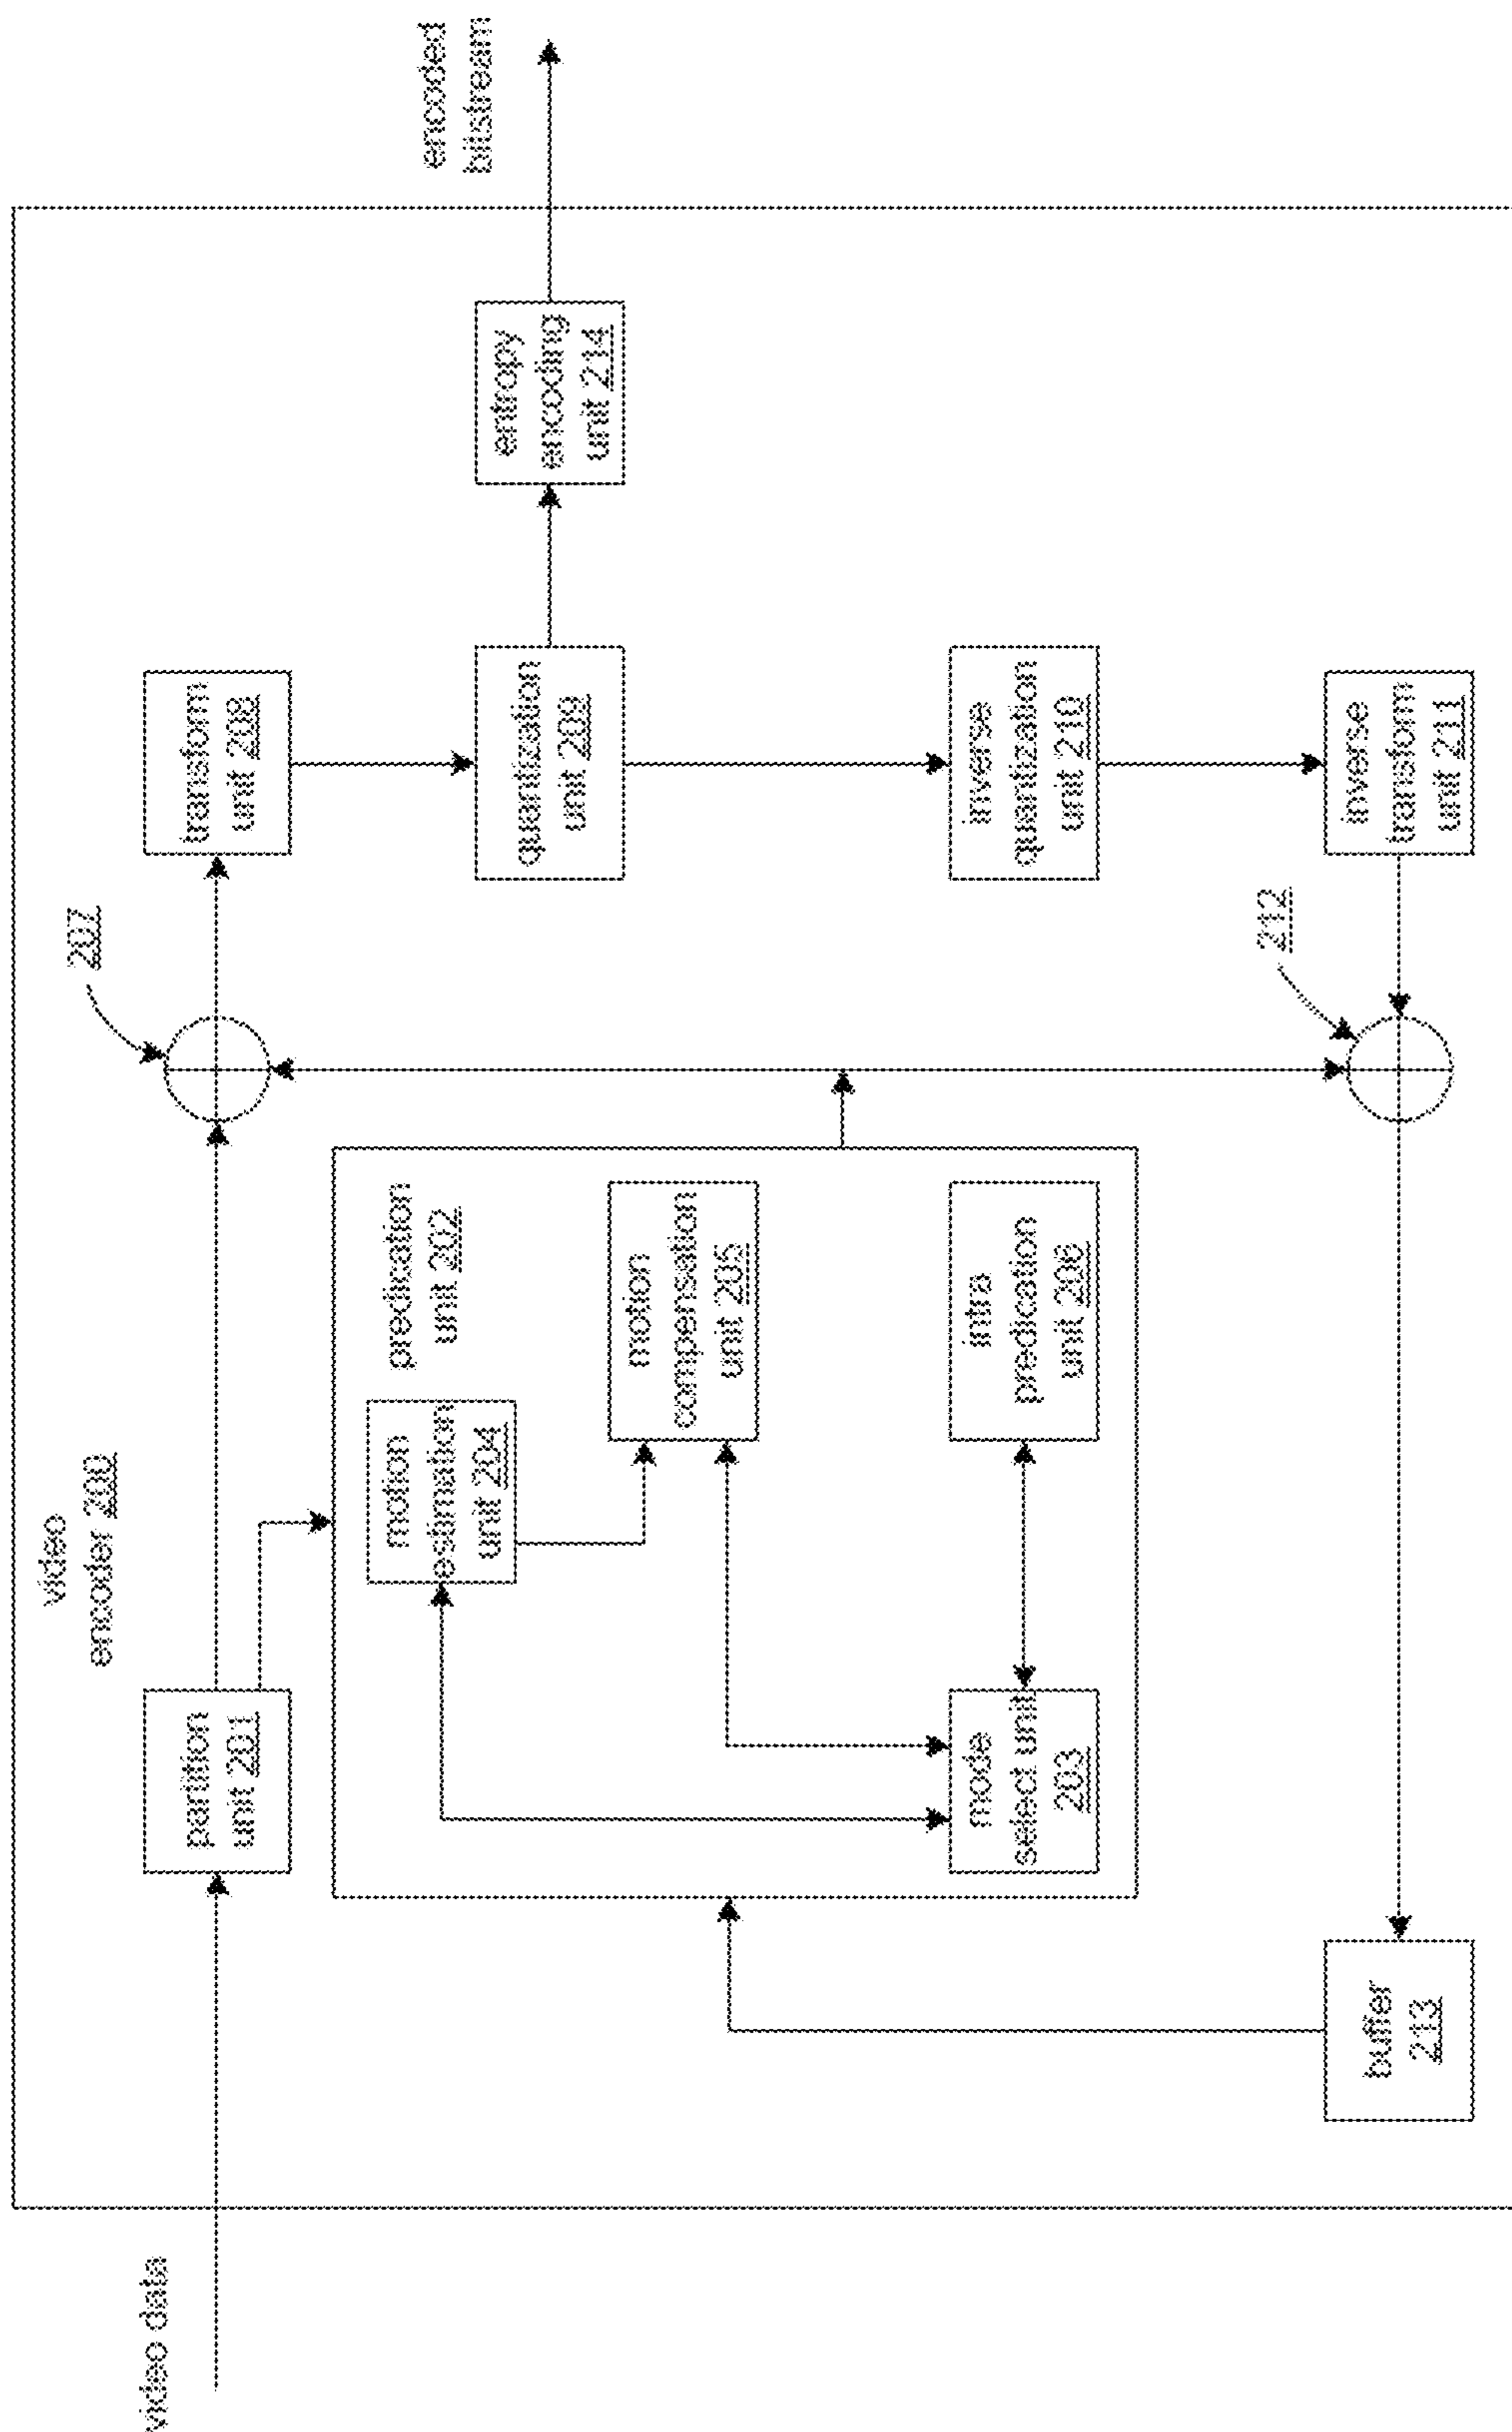 video data
video
encoder 200
partition
unit 201
207
transform
unit 208
encoded
bitstream
predication
unit 202
motion
estimation
unit 204
motion
compensation
unit 205
mode
select unit
203
intra
predication
unit 206
quantization
unit 209
entropy
encoding
unit 214
inverse
quantization
unit 210
buffer
213
212
inverse
transform
unit 211